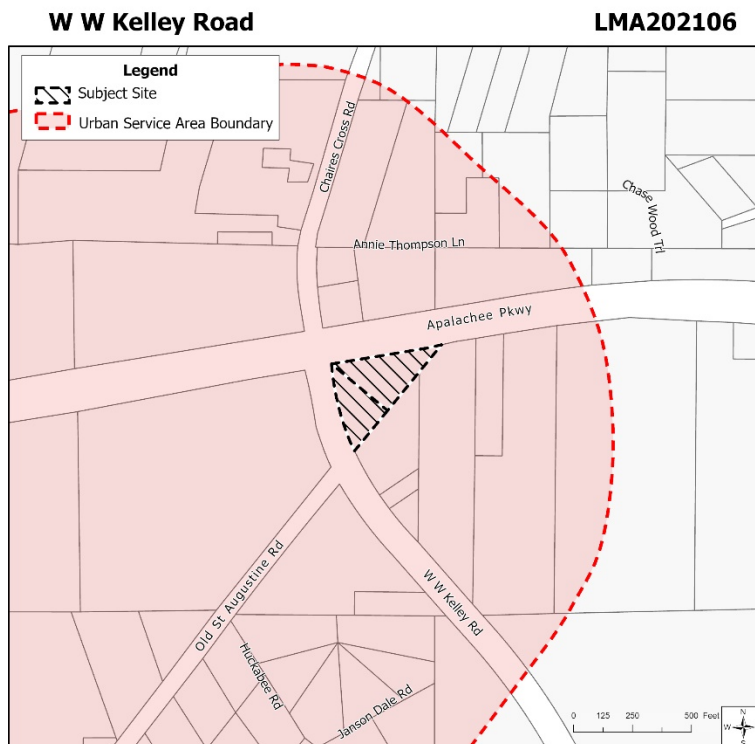 W W Kelley Road
LMA202106
Legend
Subject Site
Urban Service Area Boundary
Chaires Cross Rd
Chase Wood Trl
Annie Thompson Ln
Apalachee Pkwy
Old St Augustine Rd
W W Kelley Rd
Huckabee Rd
Janson Dale Rd
0 125 250 500 Feet
N
W E
S